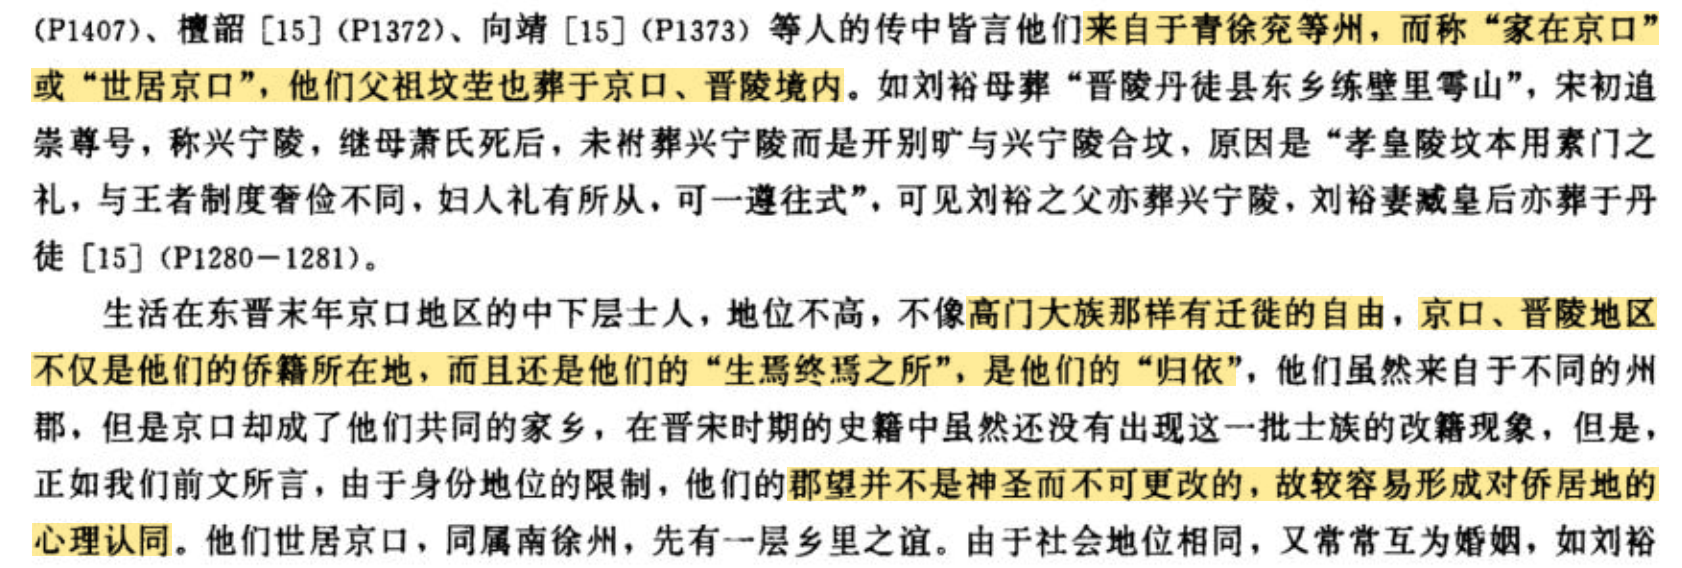 (P1407)、檀韶 [15] (P1372)、向靖 [15] (P1373) 等人的传中皆言他们来自于青徐兖等州，而称“家在京口”
或“世居京口”，他们父祖坟茔也葬于京口、晋陵境内。如刘裕母葬“晋陵丹徒县东乡练壁里雩山”，宋初追
崇尊号，称兴宁陵，继母萧氏死后，未祔葬兴宁陵而是开别旷与兴宁陵合坟，原因是“孝皇陵坟本用素门之
礼，与王者制度奢俭不同，妇人礼有所从，可一遵往式”，可见刘裕之父亦葬兴宁陵，刘裕妻臧皇后亦葬于丹
徒 [15] (P1280－1281)。
生活在东晋末年京口地区的中下层士人，地位不高，不像高门大族那样有迁徙的自由，京口、晋陵地区
不仅是他们的侨籍所在地，而且还是他们的“生焉终焉之所”，是他们的“归依”，他们虽然来自于不同的州
郡，但是京口却成了他们共同的家乡，在晋宋时期的史籍中虽然还没有出现这一批士族的改籍现象，但是，
正如我们前文所言，由于身份地位的限制，他们的郡望并不是神圣而不可更改的，故较容易形成对侨居地的
心理认同。他们世居京口，同属南徐州，先有一层乡里之谊。由于社会地位相同，又常常互为婚姻，如刘裕